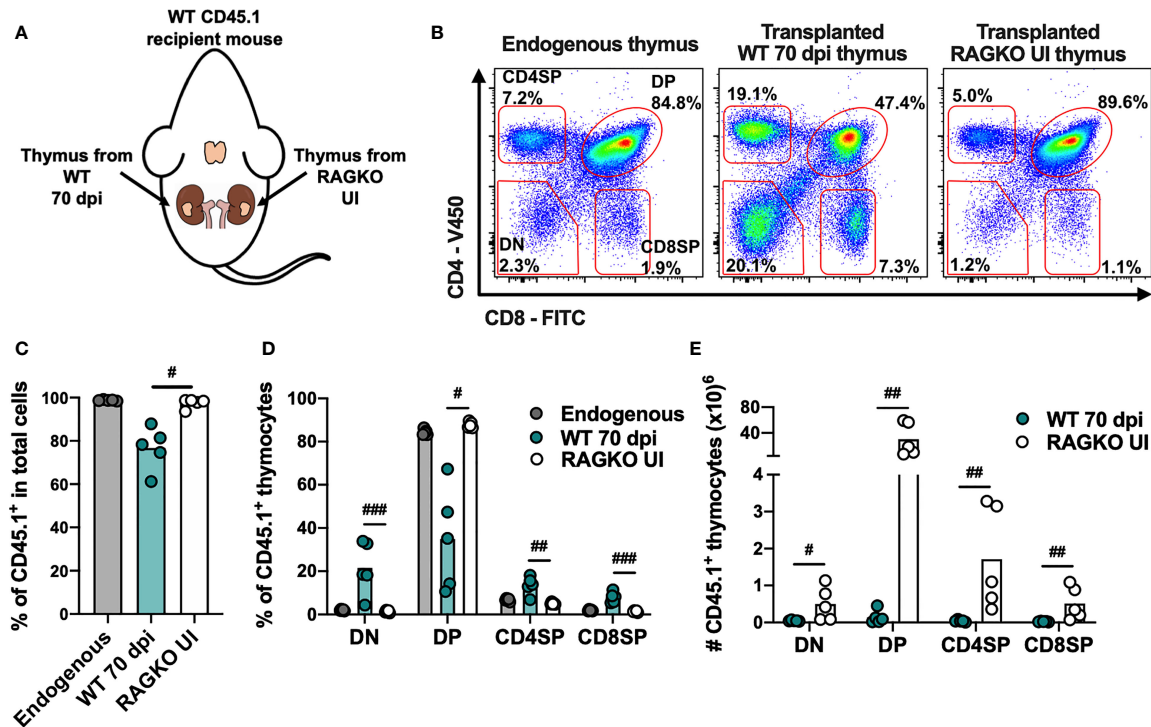 A
WT CD45.1
recipient mouse
Thymus from
WT
70 dpi
Thymus from
RAGKO
UI
B
Endogenous thymus
Transplanted
WT 70 dpi thymus
Transplanted
RAGKO UI thymus
CD4SP
7.2%
DP
84.8%
DN
2.3%
CD8SP
1.9%
19.1%
47.4%
20.1%
7.3%
5.0%
89.6%
1.2%
1.1%
CD4 - V450
CD8 - FITC
C
% of CD45.1+ in total cells
100
80
60
40
20
0
#
Endogenous
WT 70 dpi
RAGKO UI
D
% of CD45.1+ thymocytes
100
80
60
40
20
0
###
#
##
###
DN
DP
CD4SP
CD8SP
Endogenous
WT 70 dpi
RAGKO UI
E
# CD45.1+ thymocytes (x10)6
80
40
4
3
2
1
0
#
##
##
##
DN
DP
CD4SP
CD8SP
WT 70 dpi
RAGKO UI